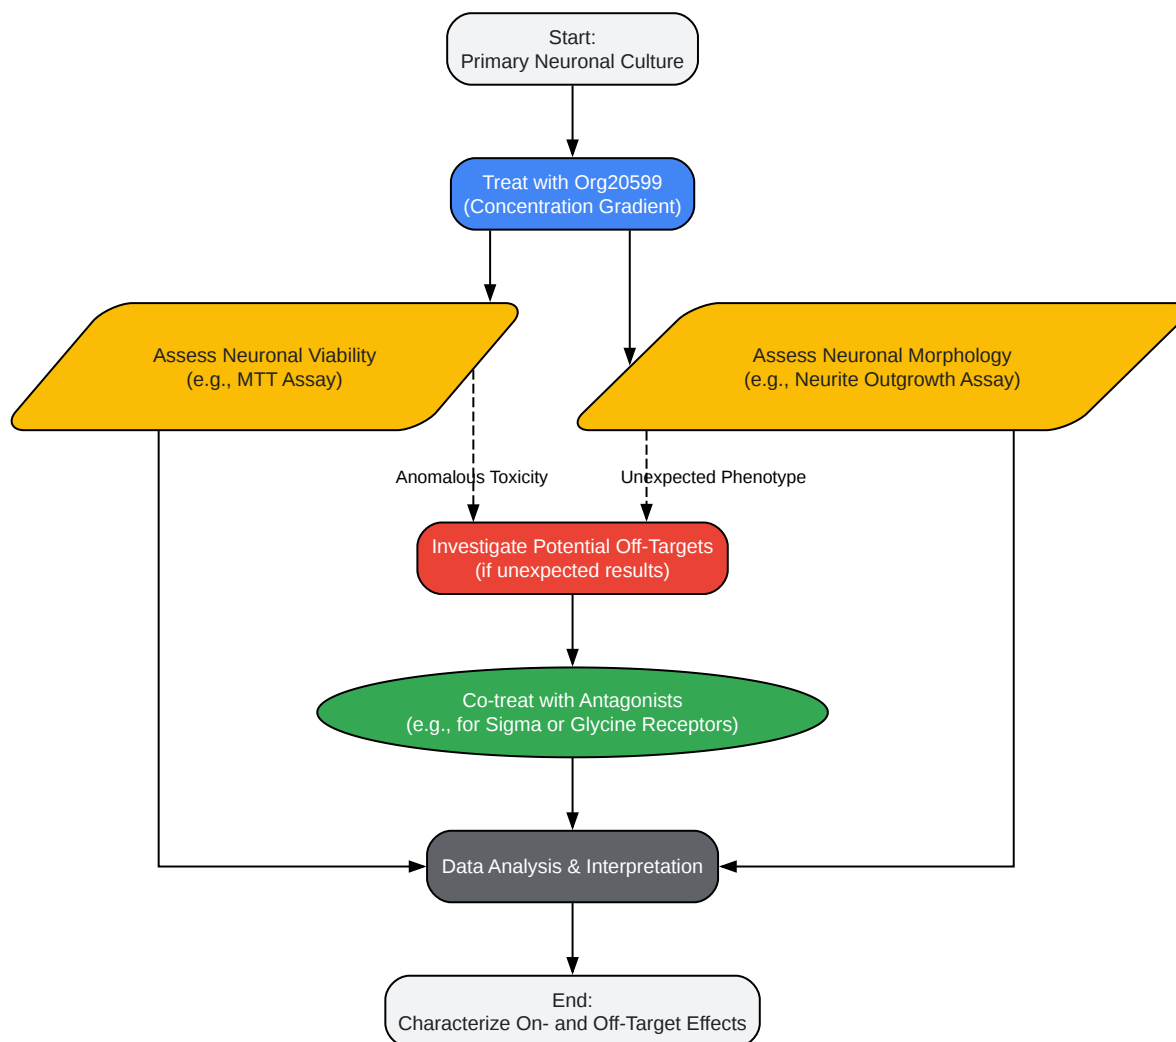 Start:
Primary Neuronal Culture
Treat with Org20599
(Concentration Gradient)
Assess Neuronal Viability
(e.g., MTT Assay)
Assess Neuronal Morphology
(e.g., Neurite Outgrowth Assay)
Anomalous Toxicity
Unexpected Phenotype
Investigate Potential Off-Targets
(if unexpected results)
Co-treat with Antagonists
(e.g., for Sigma or Glycine Receptors)
Data Analysis & Interpretation
End:
Characterize On- and Off-Target Effects